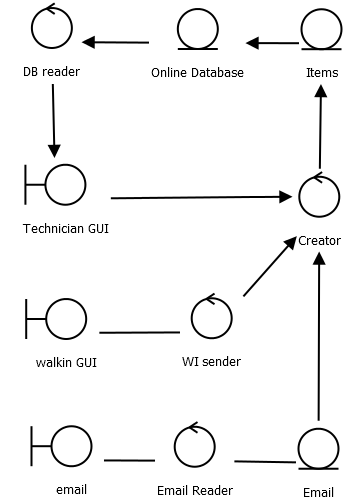 DB reader
Online Database
Items
Technician GUI
Creator
walkin GUI
WI sender
email
Email Reader
Email